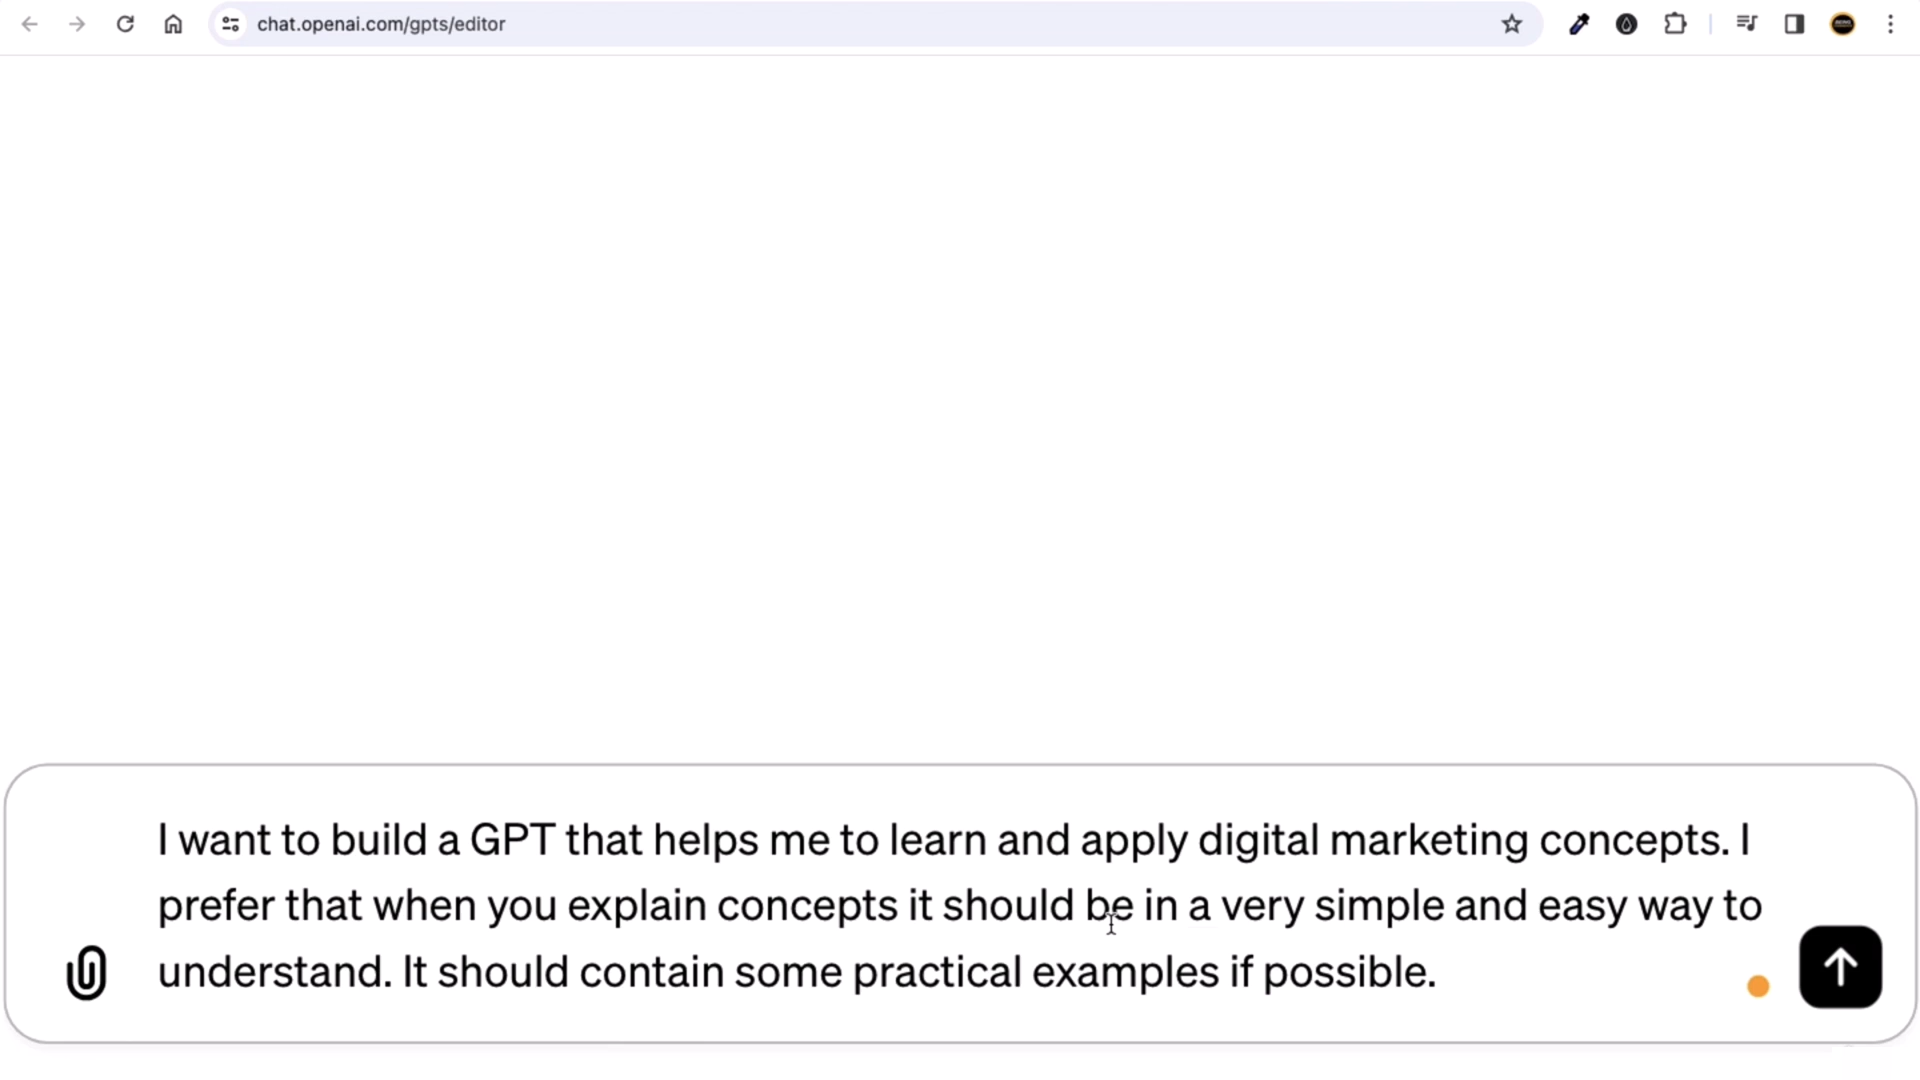 chat.openai.com/gpts/editor
I want to build a GPT that helps me to learn and apply digital marketing concepts. I
prefer that when you explain concepts it should be in a very simple and easy way to
understand. It should contain some practical examples if possible.